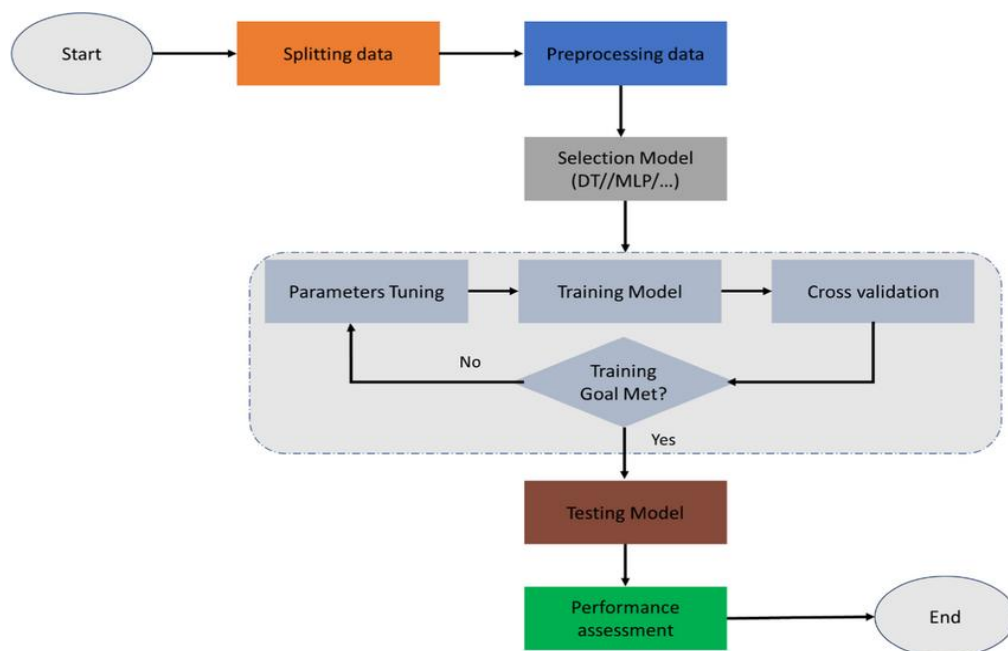 Start
Splitting data
Preprocessing data
Selection Model
(DT//MLP/...)
Parameters Tuning
Training Model
Cross validation
No
Training
Goal Met?
Yes
Testing Model
Performance
assessment
End